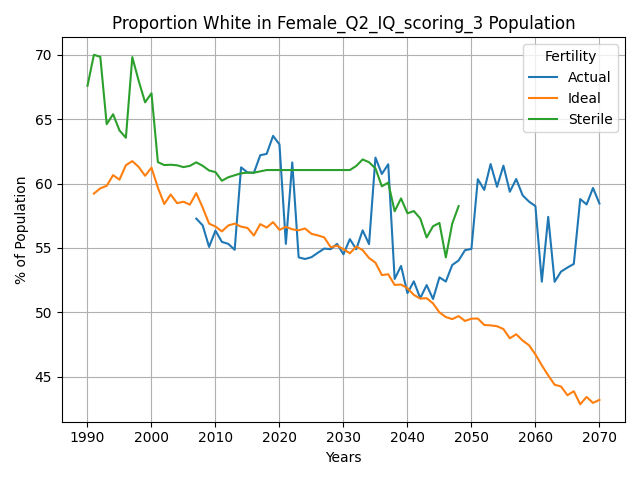 Proportion White in Female_Q2_IQ_scoring_3 Population
Fertility
Actual
Ideal
Sterile
% of Population
70
65
60
55
50
45
1990
2000
2010
2020
2030
2040
2050
2060
2070
Years